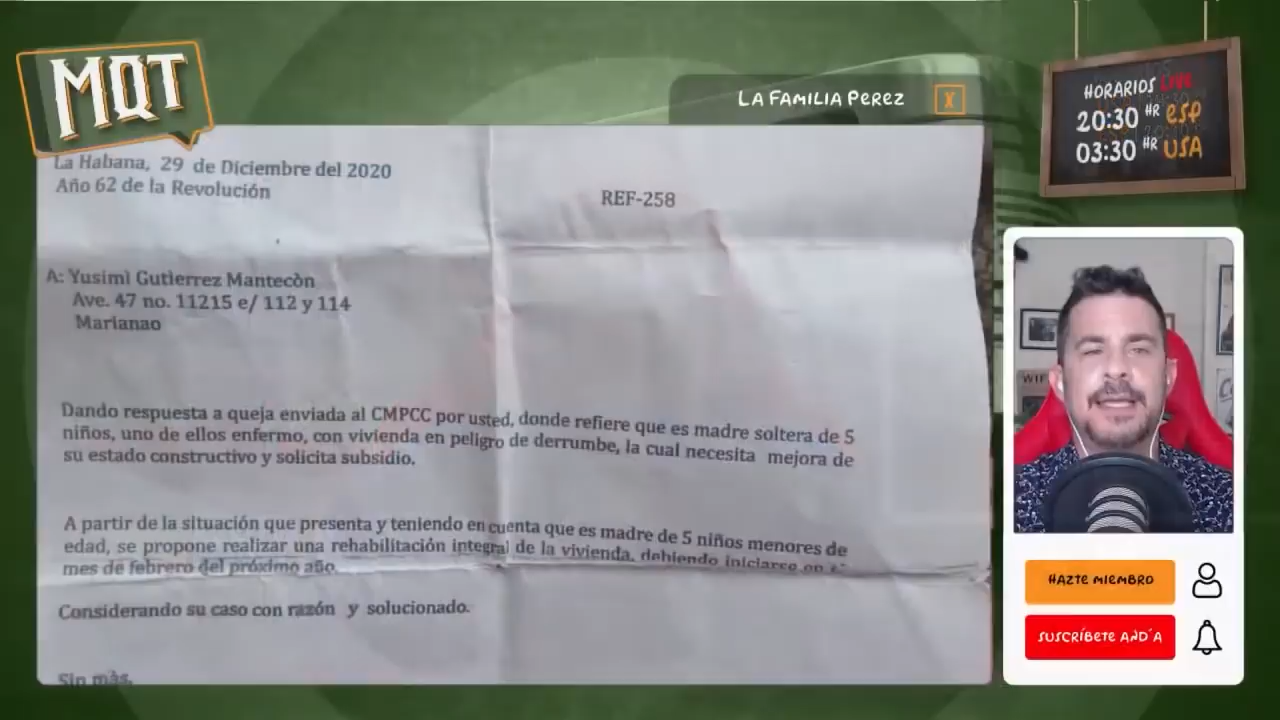 MQT
LA FAMILIA PEREZ
X
HORARIOS LIVE
20:30 HR ESP
03:30 HR USA
La Habana, 29 de Diciembre del 2020
Año 62 de la Revolución
REF-258
A: Yusimi Gutierrez Mantecòn
Ave. 47 no. 11215 e/ 112 y 114
Marianao
Dando respuesta a queja enviada al CMPCC por usted, donde refiere que es madre soltera de 5
niños, uno de ellos enfermo, con vivienda en peligro de derrumbe, la cual necesita mejora de
su estado constructivo y solicita subsidio.
A partir de la situación que presenta y teniendo en cuenta que es madre de 5 niños menores de
edad, se propone realizar una rehabilitación integral de la vivienda, debiendo iniciarse en
mes de febrero del próximo año.
Considerando su caso con razón y solucionado.
Sin màs,
HAZTE MIEMBRO
SUSCRÍBETE AND´A